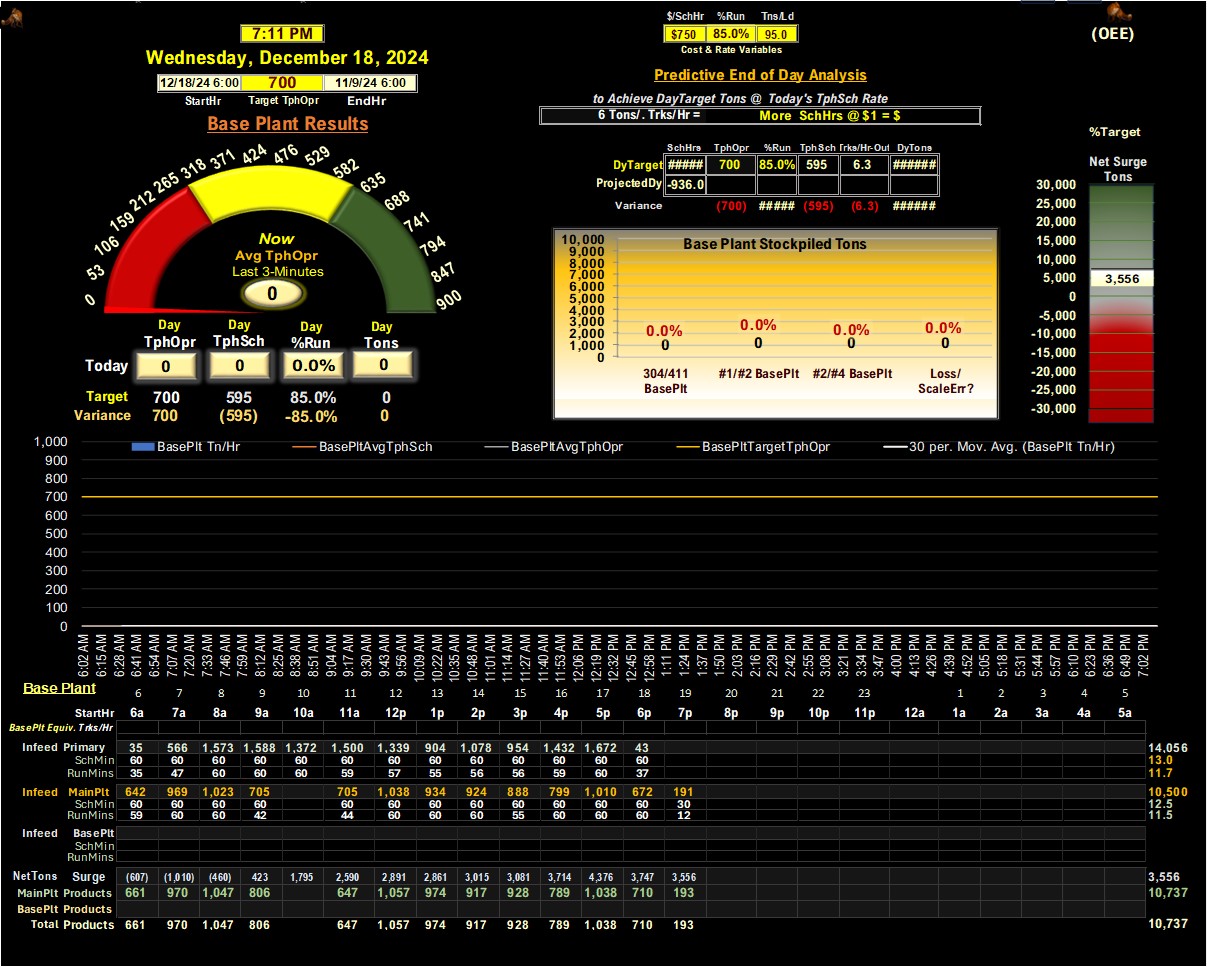 $/SchHr %Run Tns/Ld
$750 85.0% 95.0
Cost & Rate Variables
(OEE)
7:11 PM
Wednesday, December 18, 2024
12/18/24 6:00 700 11/9/24 6:00
StartHr Target TphOpr EndHr
Base Plant Results
Predictive End of Day Analysis
to Achieve DayTarget Tons @ Today's TphSch Rate
6 Tons/. Trks/Hr = More SchHrs @ $1 = $
SchHrs TphOpr %Run TphSch Trks/Hr-Out DyTons
DyTarget ##### 700 85.0% 595 6.3 ######
ProjectedDy -936.0
Variance (700) ##### (595) (6.3) ######
%Target
Net Surge
Tons
30,000
25,000
20,000
15,000
10,000
5,000
0
-5,000
-10,000
-15,000
-20,000
-25,000
-30,000
3,556
0 53 106 159 212 265 318 371 424 476 529 582 635 688 741 794 847 900
Now
Avg TphOpr
Last 3-Minutes
0
Day Day Day Day
TphOpr TphSch %Run Tons
Today 0 0 0.0% 0
Target 700 595 85.0% 0
Variance 700 (595) -85.0% 0
Base Plant Stockpiled Tons
10,000
9,000
8,000
7,000
6,000
5,000
4,000
3,000
2,000
1,000
0
0.0% 0.0% 0.0% 0.0%
0 0 0 0
304/411 #1/#2 BasePlt #2/#4 BasePlt Loss/
BasePlt ScaleErr?
BasePlt Tn/Hr BasePltAvgTphSch BasePltAvgTphOpr BasePltTargetTphOpr 30 per. Mov. Avg. (BasePlt Tn/Hr)
1,000
900
800
700
600
500
400
300
200
100
0
6:02 AM 6:15 AM 6:28 AM 6:41 AM 6:54 AM 7:07 AM 7:20 AM 7:33 AM 7:46 AM 7:59 AM 8:12 AM 8:25 AM 8:38 AM 8:51 AM 9:04 AM 9:17 AM 9:30 AM 9:43 AM 9:56 AM 10:09 AM 10:22 AM 10:35 AM 10:48 AM 11:01 AM 11:14 AM 11:27 AM 11:40 AM 11:53 AM 12:06 PM 12:19 PM 12:32 PM 12:45 PM 12:58 PM 1:11 PM 1:24 PM 1:37 PM 1:50 PM 2:03 PM 2:16 PM 2:29 PM 2:42 PM 2:55 PM 3:08 PM 3:21 PM 3:34 PM 3:47 PM 4:00 PM 4:13 PM 4:26 PM 4:39 PM 4:52 PM 5:05 PM 5:18 PM 5:31 PM 5:44 PM 5:57 PM 6:10 PM 6:23 PM 6:36 PM 6:49 PM 7:02 PM
Base Plant 6 7 8 9 10 11 12 13 14 15 16 17 18 19 20 21 22 23 1 2 3 4 5
StartHr 6a 7a 8a 9a 10a 11a 12p 1p 2p 3p 4p 5p 6p 7p 8p 9p 10p 11p 12a 1a 2a 3a 4a 5a
BasePlt Equiv. Trks/Hr
Infeed Primary 35 566 1,573 1,588 1,372 1,500 1,339 904 1,078 954 1,432 1,672 43 14,056
SchMin 60 60 60 60 60 60 60 60 60 60 60 60 60 13.0
RunMins 35 47 60 60 60 59 57 55 56 56 59 60 37 11.7
Infeed MainPlt 642 969 1,023 705 705 1,038 934 924 888 799 1,010 672 191 10,500
SchMin 60 60 60 60 60 60 60 60 60 60 60 60 30 12.5
RunMins 59 60 60 42 44 60 60 60 55 60 60 60 12 11.5
Infeed BasePlt
SchMin
RunMins
NetTons Surge (607) (1,010) (460) 423 1,795 2,590 2,891 2,861 3,015 3,081 3,714 4,376 3,747 3,556 3,556
MainPlt Products 661 970 1,047 806 647 1,057 974 917 928 789 1,038 710 193 10,737
BasePlt Products
Total Products 661 970 1,047 806 647 1,057 974 917 928 789 1,038 710 193 10,737